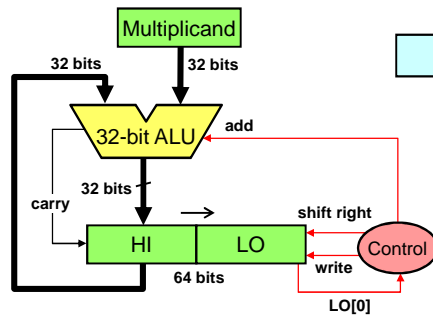 Multiplicand
32 bits
32 bits
32-bit ALU
add
32 bits
carry
shift right
HI
LO
Control
write
64 bits
LO[0]